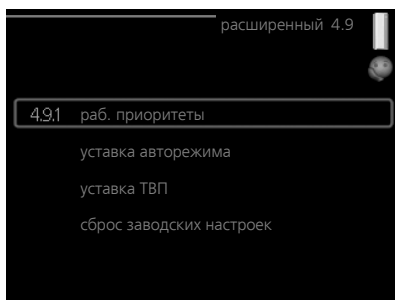 расширенный 4.9
4.9.1 раб. приоритеты
уставка авторежима
уставка ТВП
сброс заводских настроек